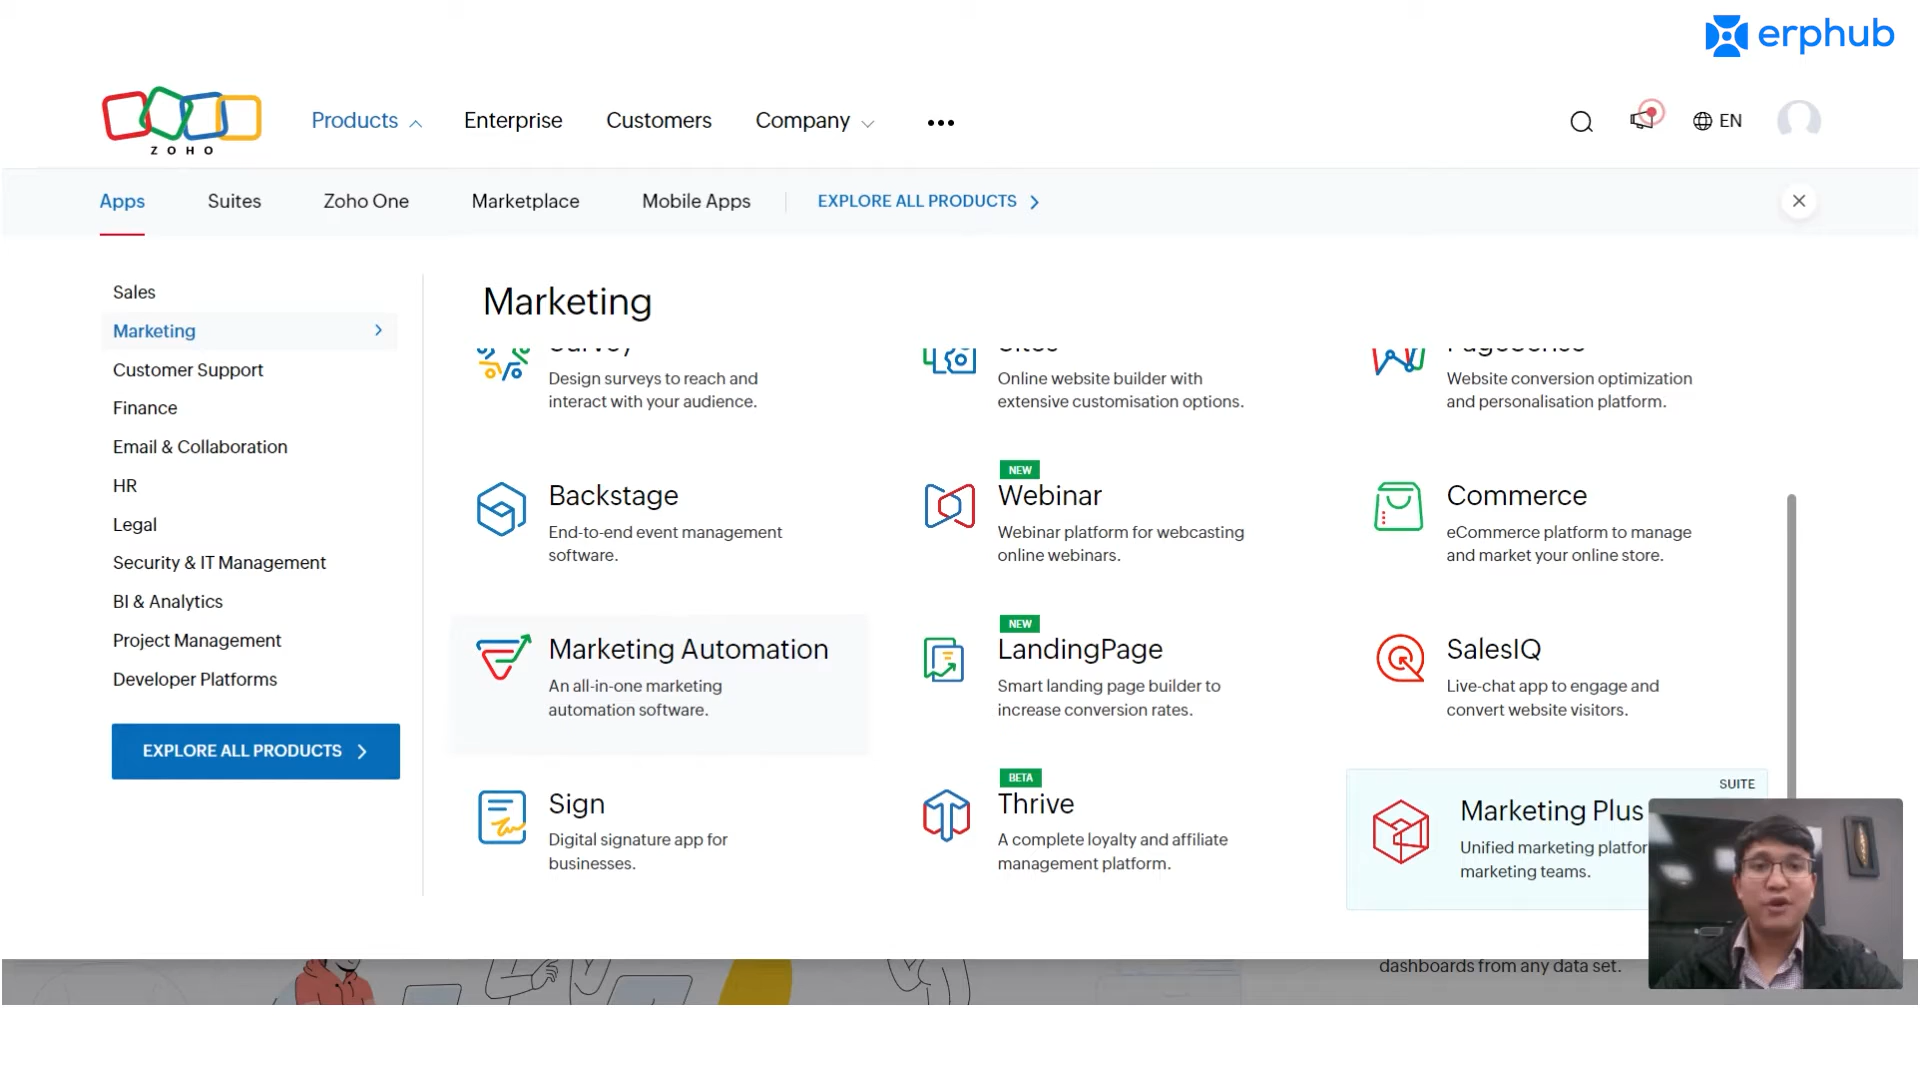 erphub
ZOHO
Products
Enterprise
Customers
Company
EN
Apps
Suites
Zoho One
Marketplace
Mobile Apps
EXPLORE ALL PRODUCTS
Sales
Marketing
Customer Support
Finance
Email & Collaboration
HR
Legal
Security & IT Management
BI & Analytics
Project Management
Developer Platforms
EXPLORE ALL PRODUCTS
Marketing
Survey
Design surveys to reach and
interact with your audience.
Sites
Online website builder with
extensive customisation options.
PageSense
Website conversion optimization
and personalisation platform.
Backstage
End-to-end event management
software.
NEW
Webinar
Webinar platform for webcasting
online webinars.
Commerce
eCommerce platform to manage
and market your online store.
Marketing Automation
An all-in-one marketing
automation software.
NEW
LandingPage
Smart landing page builder to
increase conversion rates.
SalesIQ
Live-chat app to engage and
convert website visitors.
Sign
Digital signature app for
businesses.
BETA
Thrive
A complete loyalty and affiliate
management platform.
SUITE
Marketing Plus
Unified marketing platfor
marketing teams.
dashboards from any data set.